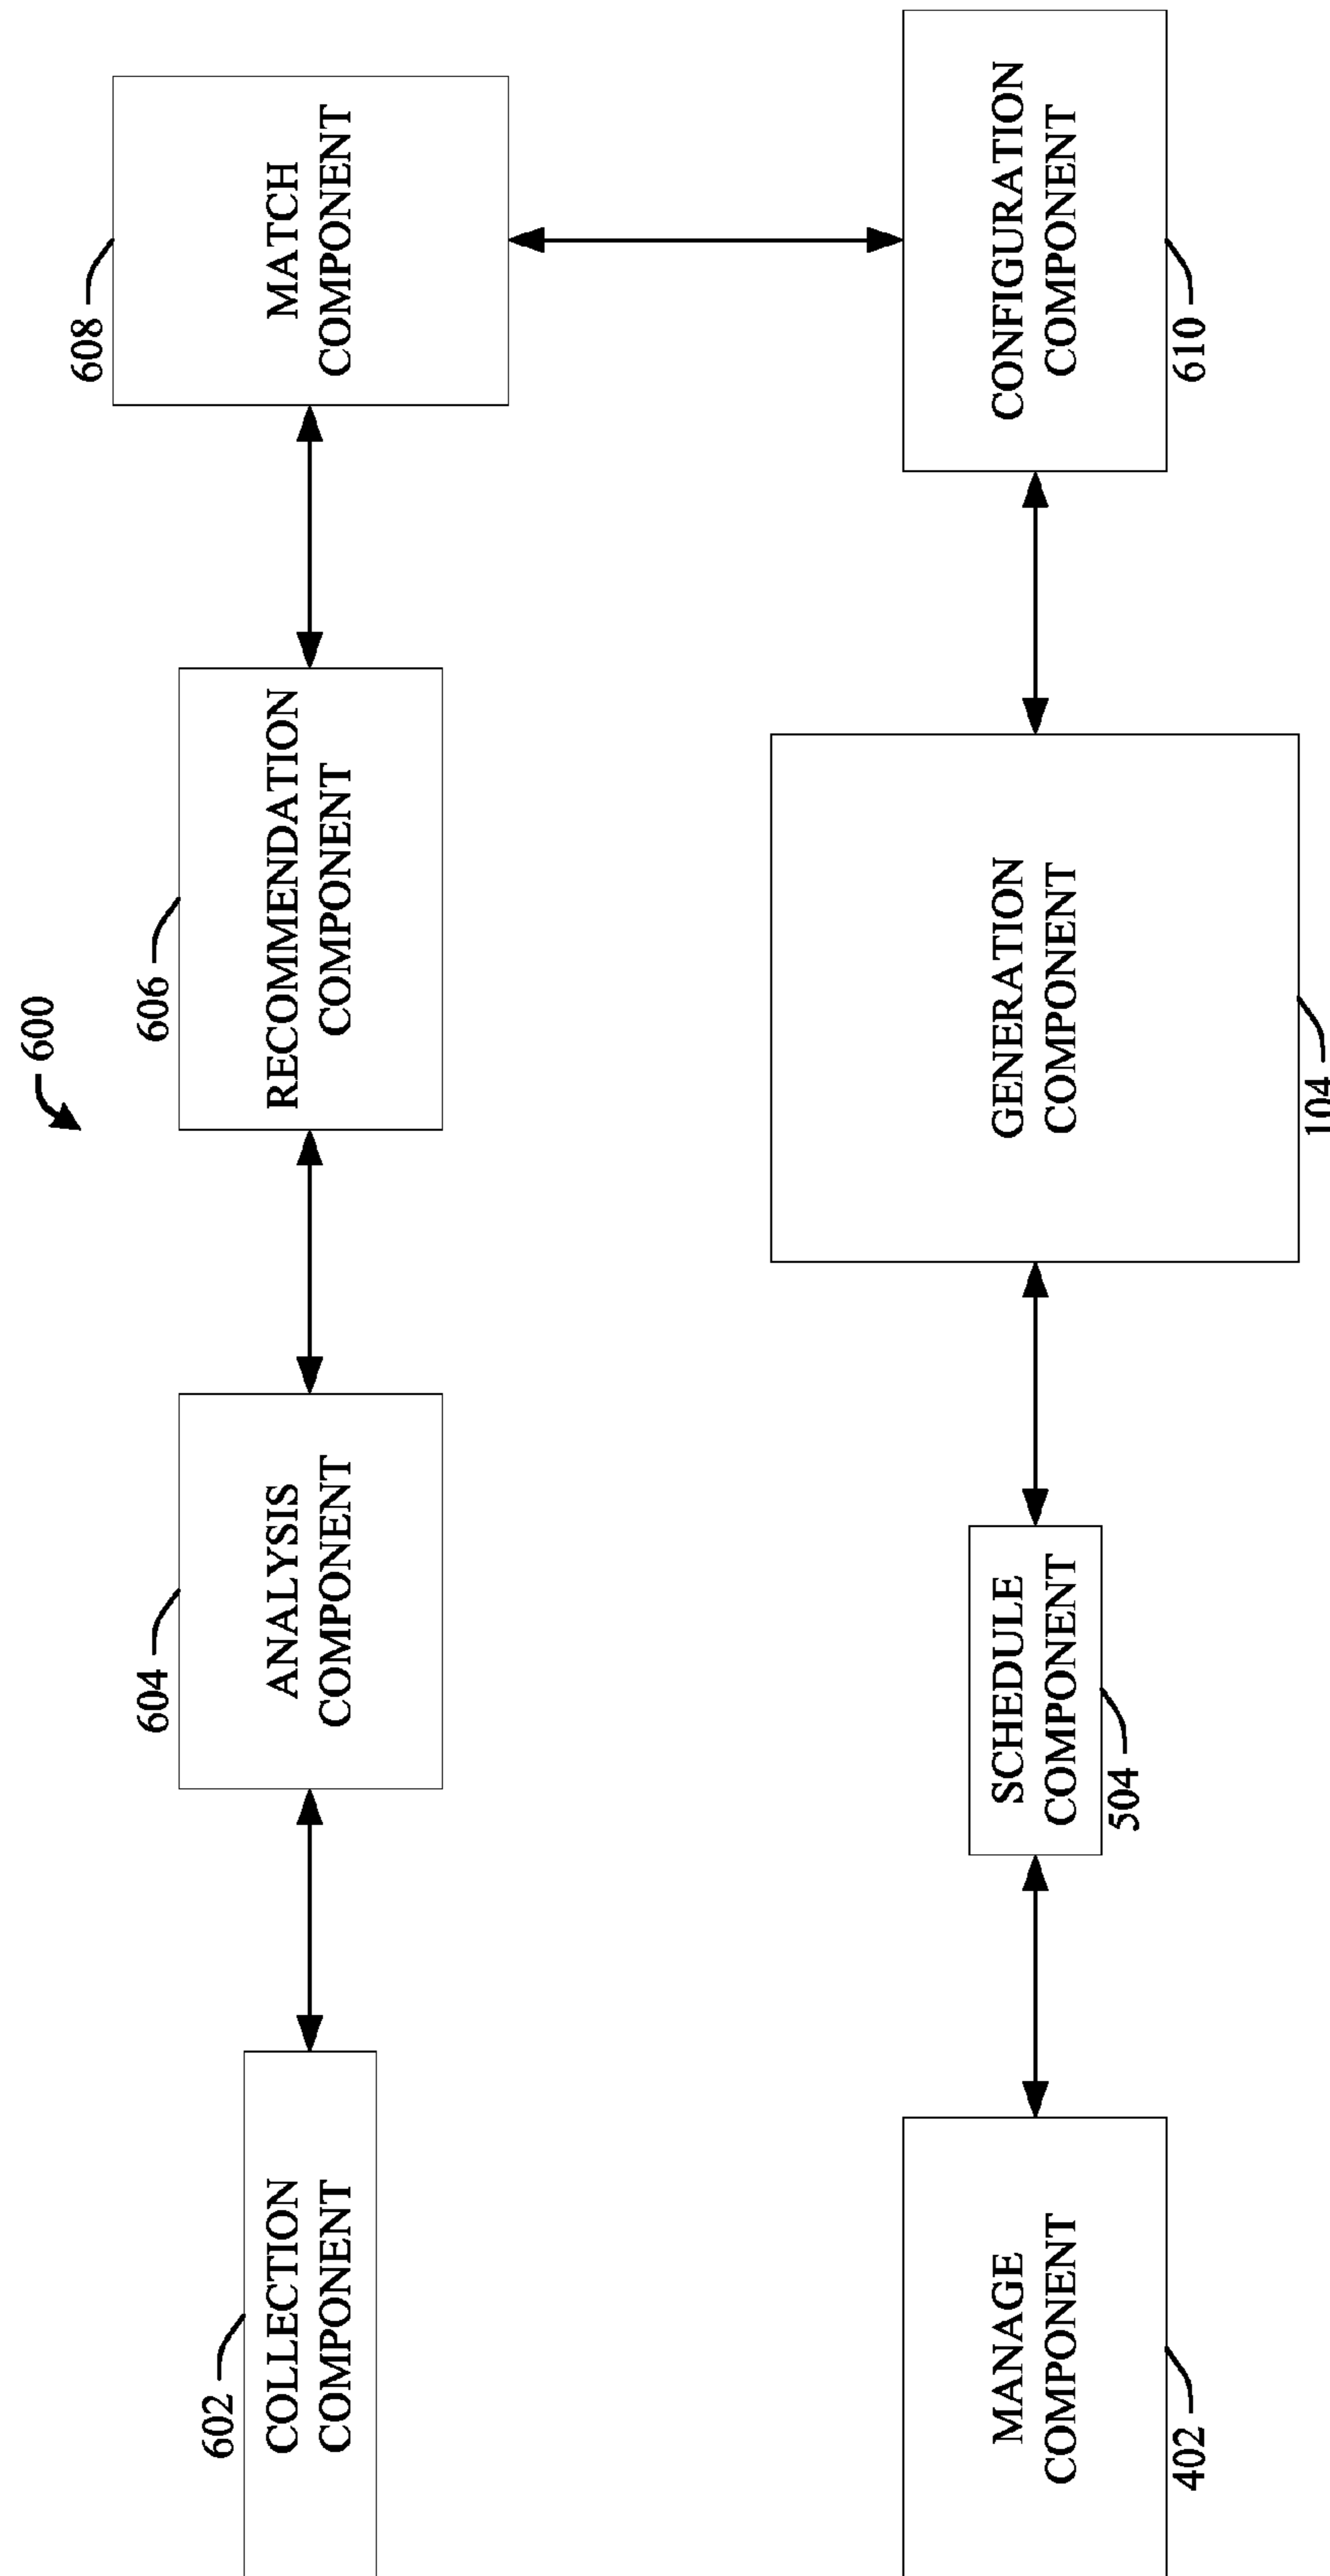 600
602
COLLECTION
COMPONENT
604
ANALYSIS
COMPONENT
606
RECOMMENDATION
COMPONENT
608
MATCH
COMPONENT
MANAGE
COMPONENT
402
SCHEDULE
COMPONENT
504
GENERATION
COMPONENT
104
CONFIGURATION
COMPONENT
610